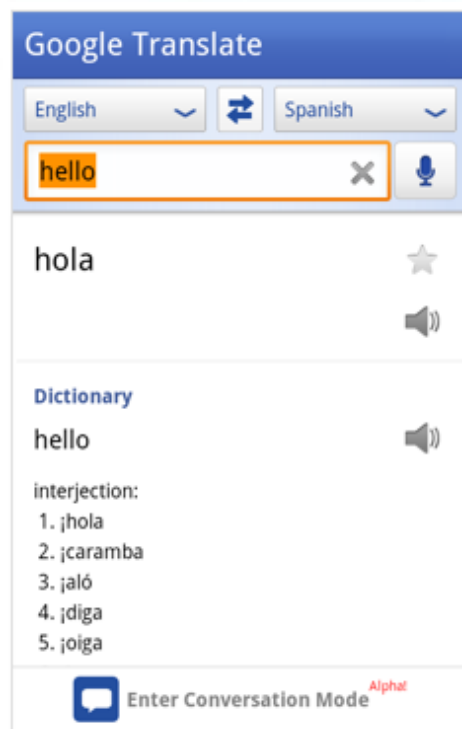 Google Translate
English Spanish
hello
hola
Dictionary
hello
interjection:
1. ¡hola
2. ¡caramba
3. ¡aló
4. ¡diga
5. ¡oiga
Enter Conversation Mode Alpha!